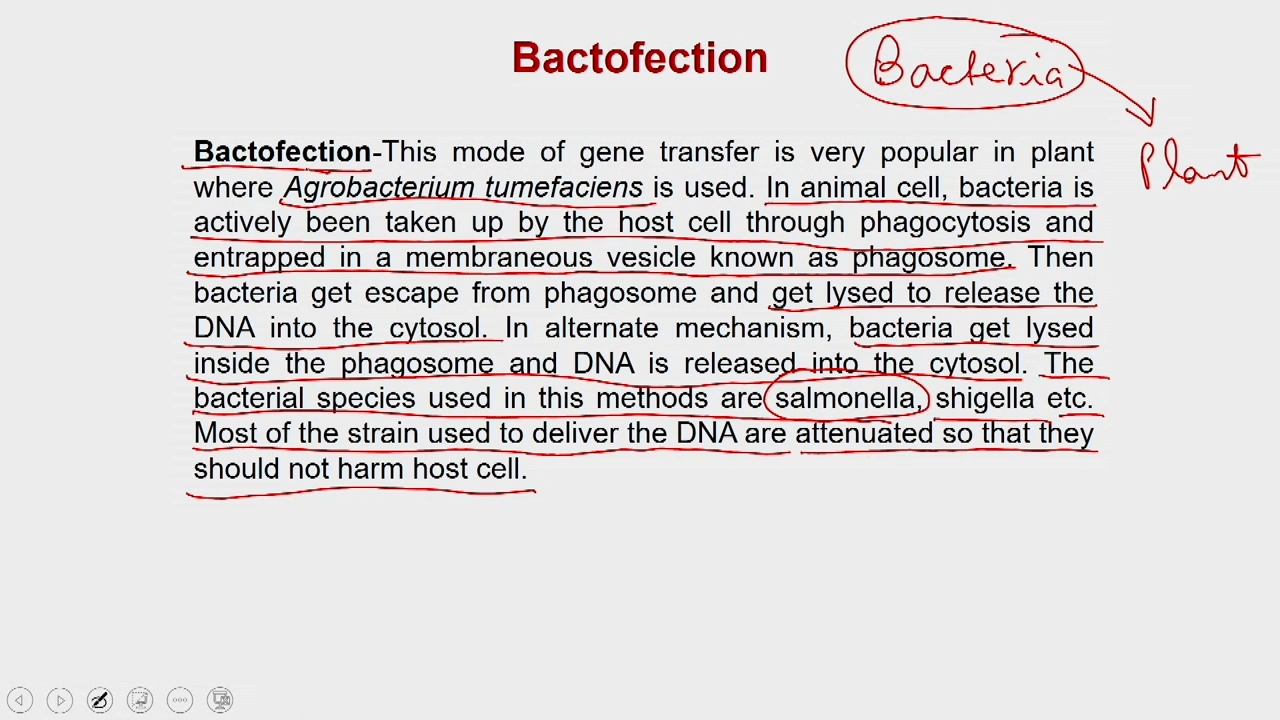 Bactofection
Bacteria
Plant
Bactofection-This mode of gene transfer is very popular in plant
where Agrobacterium tumefaciens is used. In animal cell, bacteria is
actively been taken up by the host cell through phagocytosis and
entrapped in a membraneous vesicle known as phagosome. Then
bacteria get escape from phagosome and get lysed to release the
DNA into the cytosol. In alternate mechanism, bacteria get lysed
inside the phagosome and DNA is released into the cytosol. The
bacterial species used in this methods are salmonella, shigella etc.
Most of the strain used to deliver the DNA are attenuated so that they
should not harm host cell.